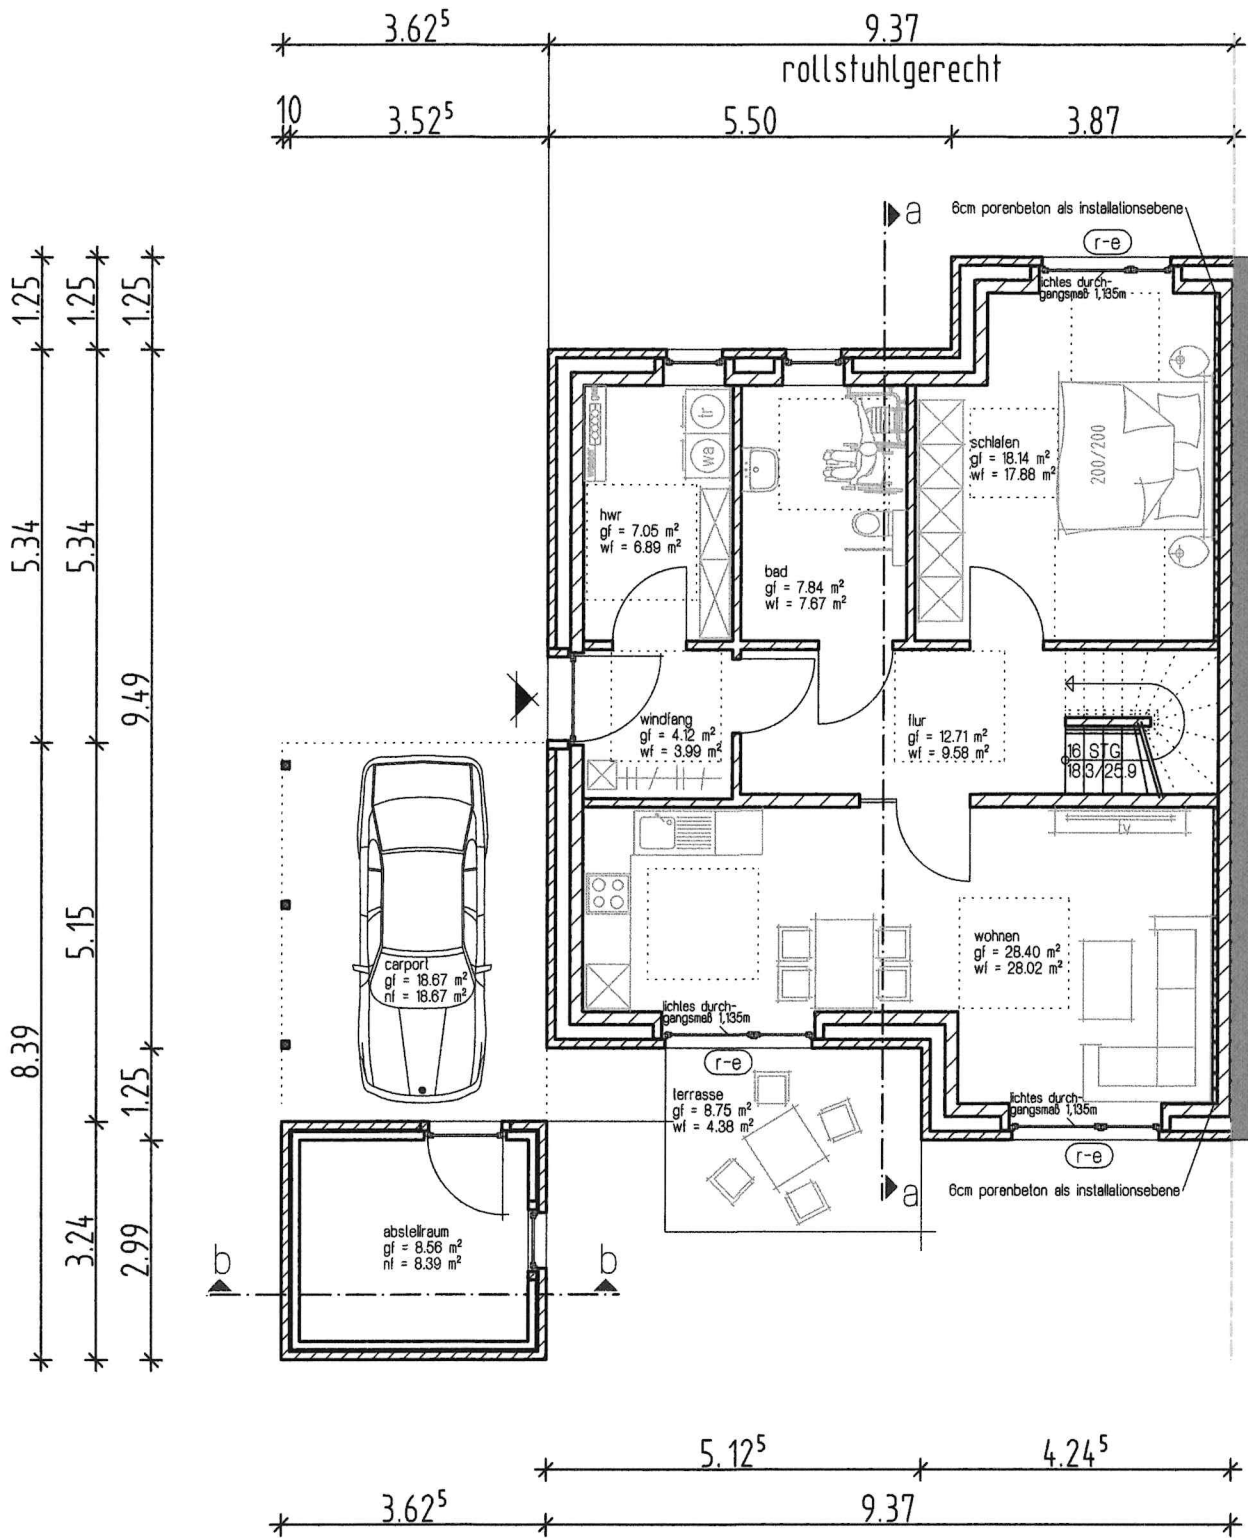 3.62⁵
9.37
rollstuhlgerecht
10
3.52⁵
5.50
3.87
a
6cm porenbeton als installationsebene
r-e
lichtes durch-
gangsmaß 1,135m
1.25
1.25
1.25
5.34
5.34
9.49
8.39
5.15
1.25
3.24
2.99
tr
wa
hwr
gf = 7.05 m²
wf = 6.89 m²
bad
gf = 7.84 m²
wf = 7.67 m²
schlafen
gf = 18.14 m²
wf = 17.88 m²
200/200
windfang
gf = 4.12 m²
wf = 3.99 m²
flur
gf = 12.71 m²
wf = 9.58 m²
16 STG
18.3/25.9
tv
carport
gf = 18.67 m²
nf = 18.67 m²
wohnen
gf = 28.40 m²
wf = 28.02 m²
lichtes durch-
gangsmaß 1,135m
r-e
terrasse
gf = 8.75 m²
wf = 4.38 m²
lichtes durch-
gangsmaß 1,135m
r-e
a
6cm porenbeton als installationsebene
abstellraum
gf = 8.56 m²
nf = 8.39 m²
b
b
5.12⁵
4.24⁵
3.62⁵
9.37